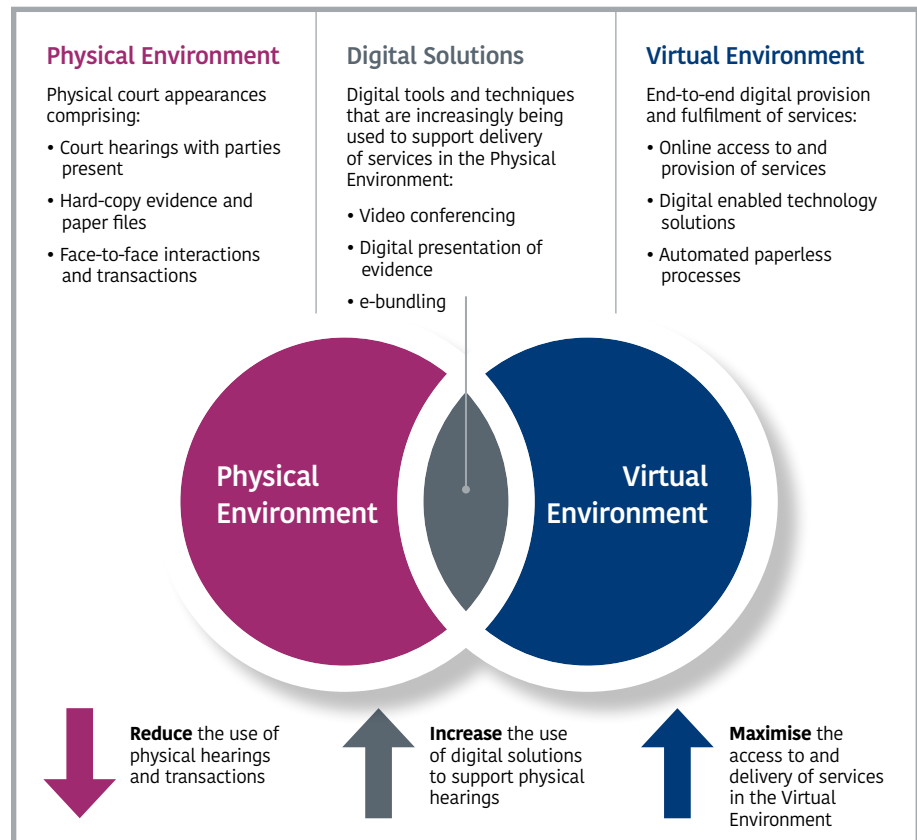 Physical Environment
Physical court appearances
comprising:
• Court hearings with parties
present
• Hard-copy evidence and
paper files
• Face-to-face interactions
and transactions
Digital Solutions
Digital tools and techniques
that are increasingly being
used to support delivery
of services in the Physical
Environment:
• Video conferencing
• Digital presentation of
evidence
• e-bundling
Virtual Environment
End-to-end digital provision
and fulfilment of services:
• Online access to and
provision of services
• Digital enabled technology
solutions
• Automated paperless
processes
Physical
Environment
Virtual
Environment
Reduce the use of
physical hearings
and transactions
Increase the use
of digital solutions
to support physical
hearings
Maximise the
access to and
delivery of services
in the Virtual
Environment